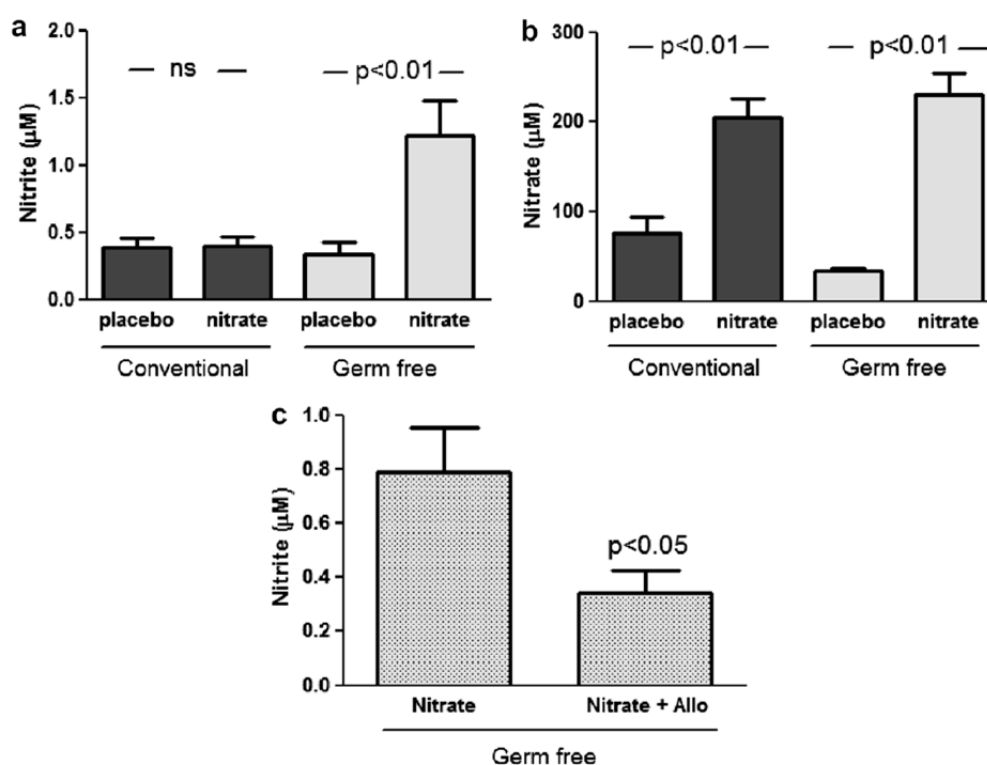 a
2.0
1.5
1.0
0.5
0.0
Nitrite (μM)
ns
p<0.01
placebo nitrate placebo nitrate
Conventional Germ free
b
300
200
100
0
Nitrate (μM)
p<0.01 p<0.01
placebo nitrate placebo nitrate
Conventional Germ free
c
1.0
0.8
0.6
0.4
0.2
0.0
Nitrite (μM)
p<0.05
Nitrate Nitrate + Allo
Germ free